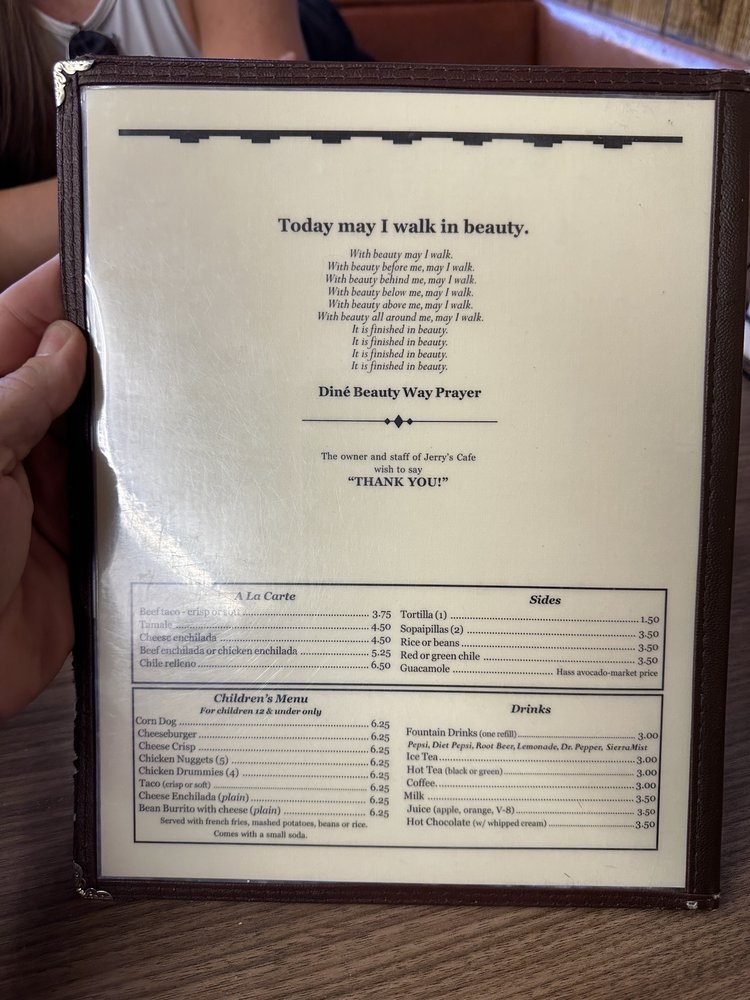 Today may I walk in beauty.
With beauty may I walk.
With beauty before me, may I walk.
With beauty behind me, may I walk.
With beauty below me, may I walk.
With beauty above me, may I walk.
With beauty all around me, may I walk.
It is finished in beauty.
It is finished in beauty.
It is finished in beauty.
It is finished in beauty.
Diné Beauty Way Prayer
The owner and staff of Jerry's Cafe
wish to say
"THANK YOU!"
A La Carte
Beef taco - crisp or soft 3.75
Tamale 4.50
Cheese enchilada 4.50
Beef enchilada or chicken enchilada 5.25
Chile relleno 6.50
Sides
Tortilla (1) 1.50
Sopaipillas (2) 3.50
Rice or beans 3.50
Red or green chile 3.50
Guacamole Hass avocado-market price
Children's Menu
For children 12 & under only
Corn Dog 6.25
Cheeseburger 6.25
Cheese Crisp 6.25
Chicken Nuggets (5) 6.25
Chicken Drummies (4) 6.25
Taco (crisp or soft) 6.25
Cheese Enchilada (plain) 6.25
Bean Burrito with cheese (plain) 6.25
Served with french fries, mashed potatoes, beans or rice.
Comes with a small soda.
Drinks
Fountain Drinks (one refill) 3.00
Pepsi, Diet Pepsi, Root Beer, Lemonade, Dr. Pepper, SierraMist
Ice Tea 3.00
Hot Tea (black or green) 3.00
Coffee 3.00
Milk 3.50
Juice (apple, orange, V-8) 3.50
Hot Chocolate (w/ whipped cream) 3.50